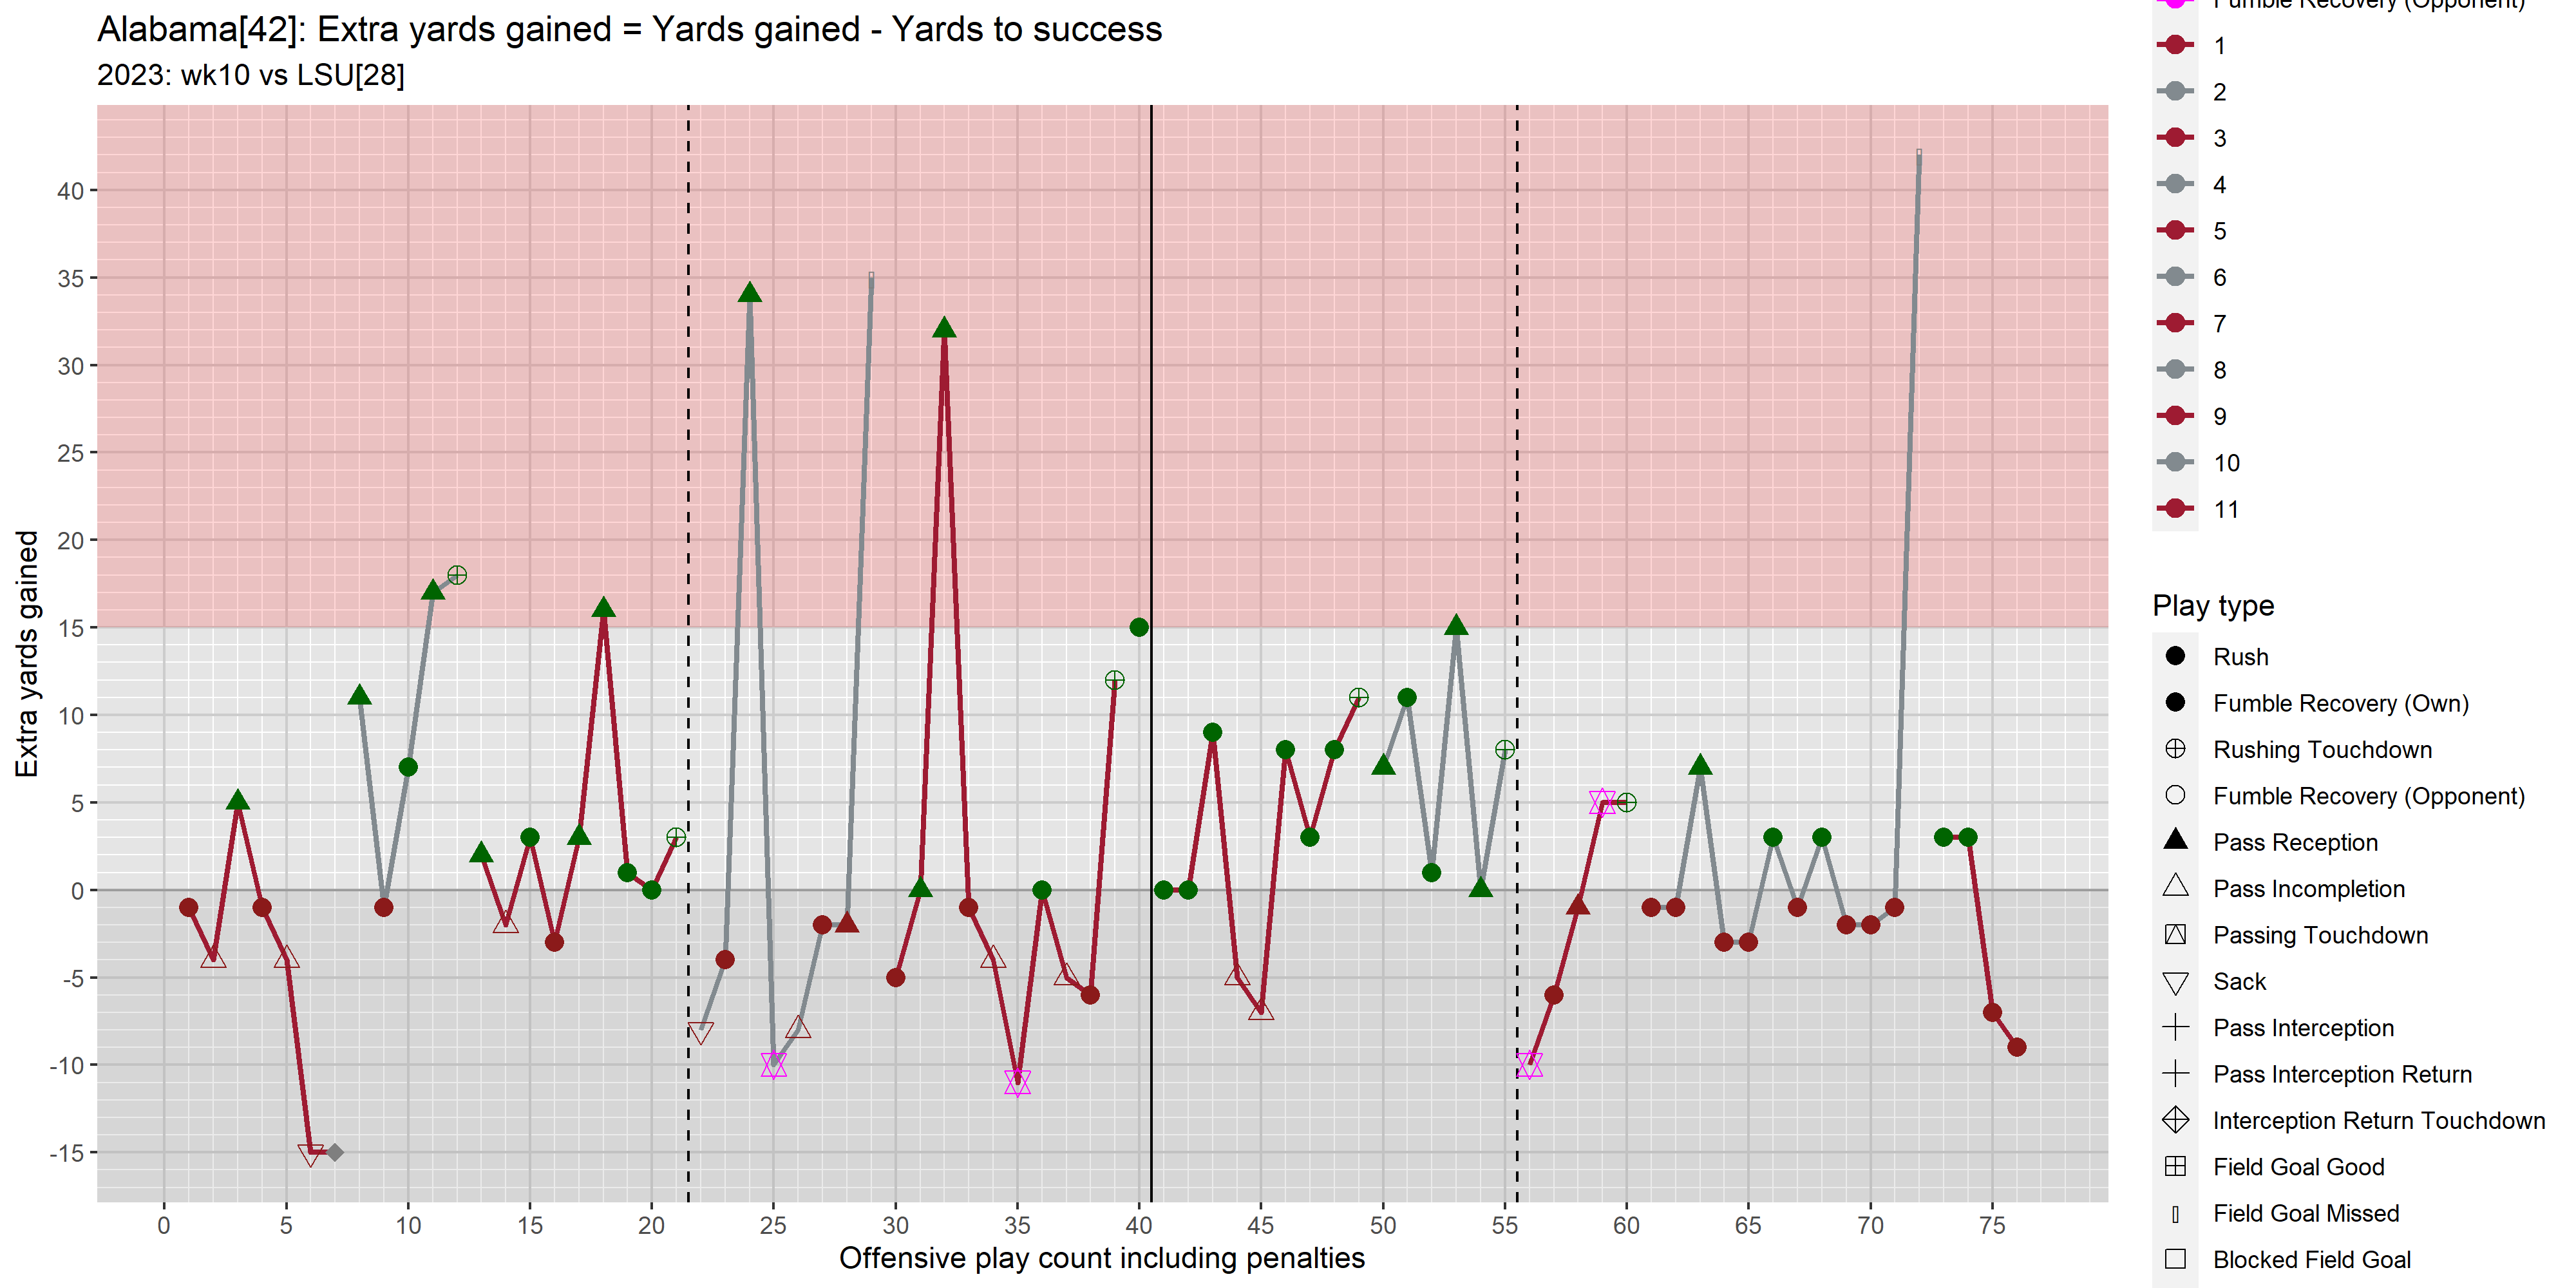 Alabama[42]: Extra yards gained = Yards gained - Yards to success
2023: wk10 vs LSU[28]
Extra yards gained
40
35
30
25
20
15
10
5
0
-5
-10
-15
0 5 10 15 20 25 30 35 40 45 50 55 60 65 70 75
Offensive play count including penalties
Fumble Recovery (Opponent)
1
2
3
4
5
6
7
8
9
10
11
Play type
Rush
Fumble Recovery (Own)
Rushing Touchdown
Fumble Recovery (Opponent)
Pass Reception
Pass Incompletion
Passing Touchdown
Sack
Pass Interception
Pass Interception Return
Interception Return Touchdown
Field Goal Good
Field Goal Missed
Blocked Field Goal